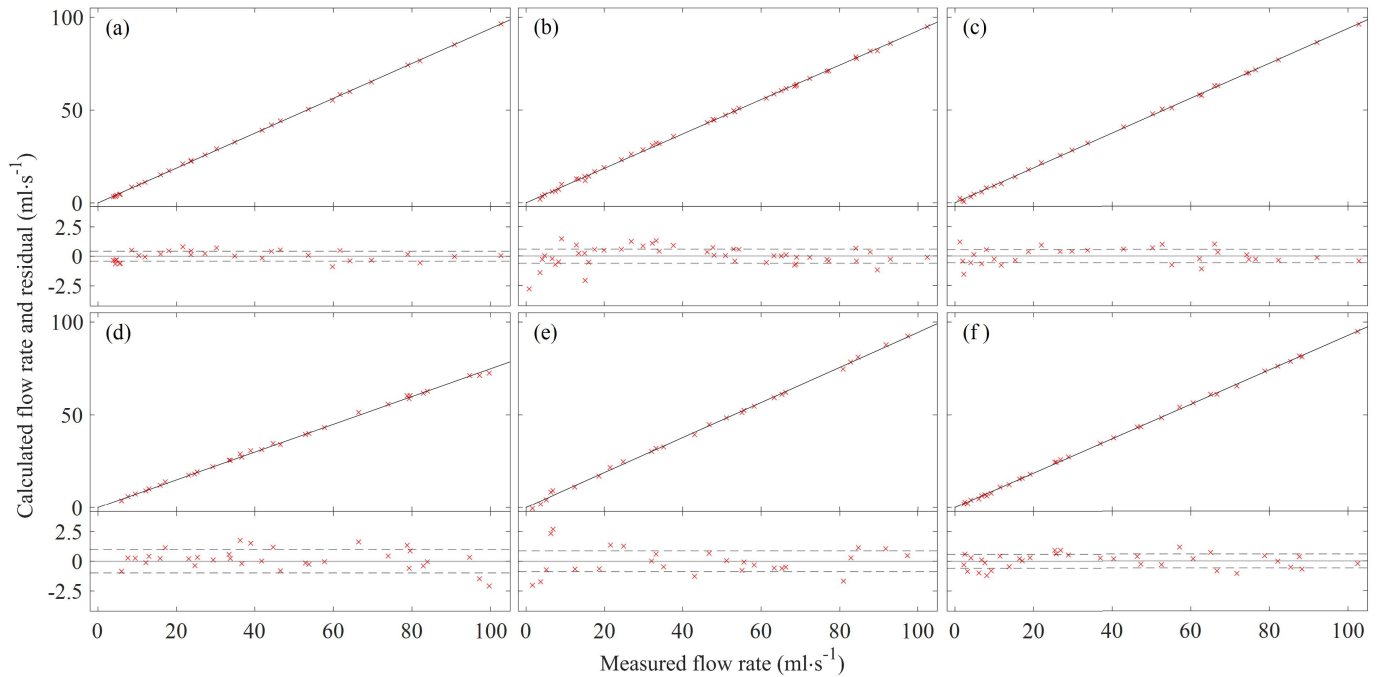 Calculated flow rate and residual (ml·s⁻¹)
(a)
(b)
(c)
100
50
0
2.5
0
-2.5
(d)
(e)
(f )
100
50
0
2.5
0
-2.5
0 20 40 60 80 100
0 20 40 60 80 100
0 20 40 60 80 100
Measured flow rate (ml·s⁻¹)